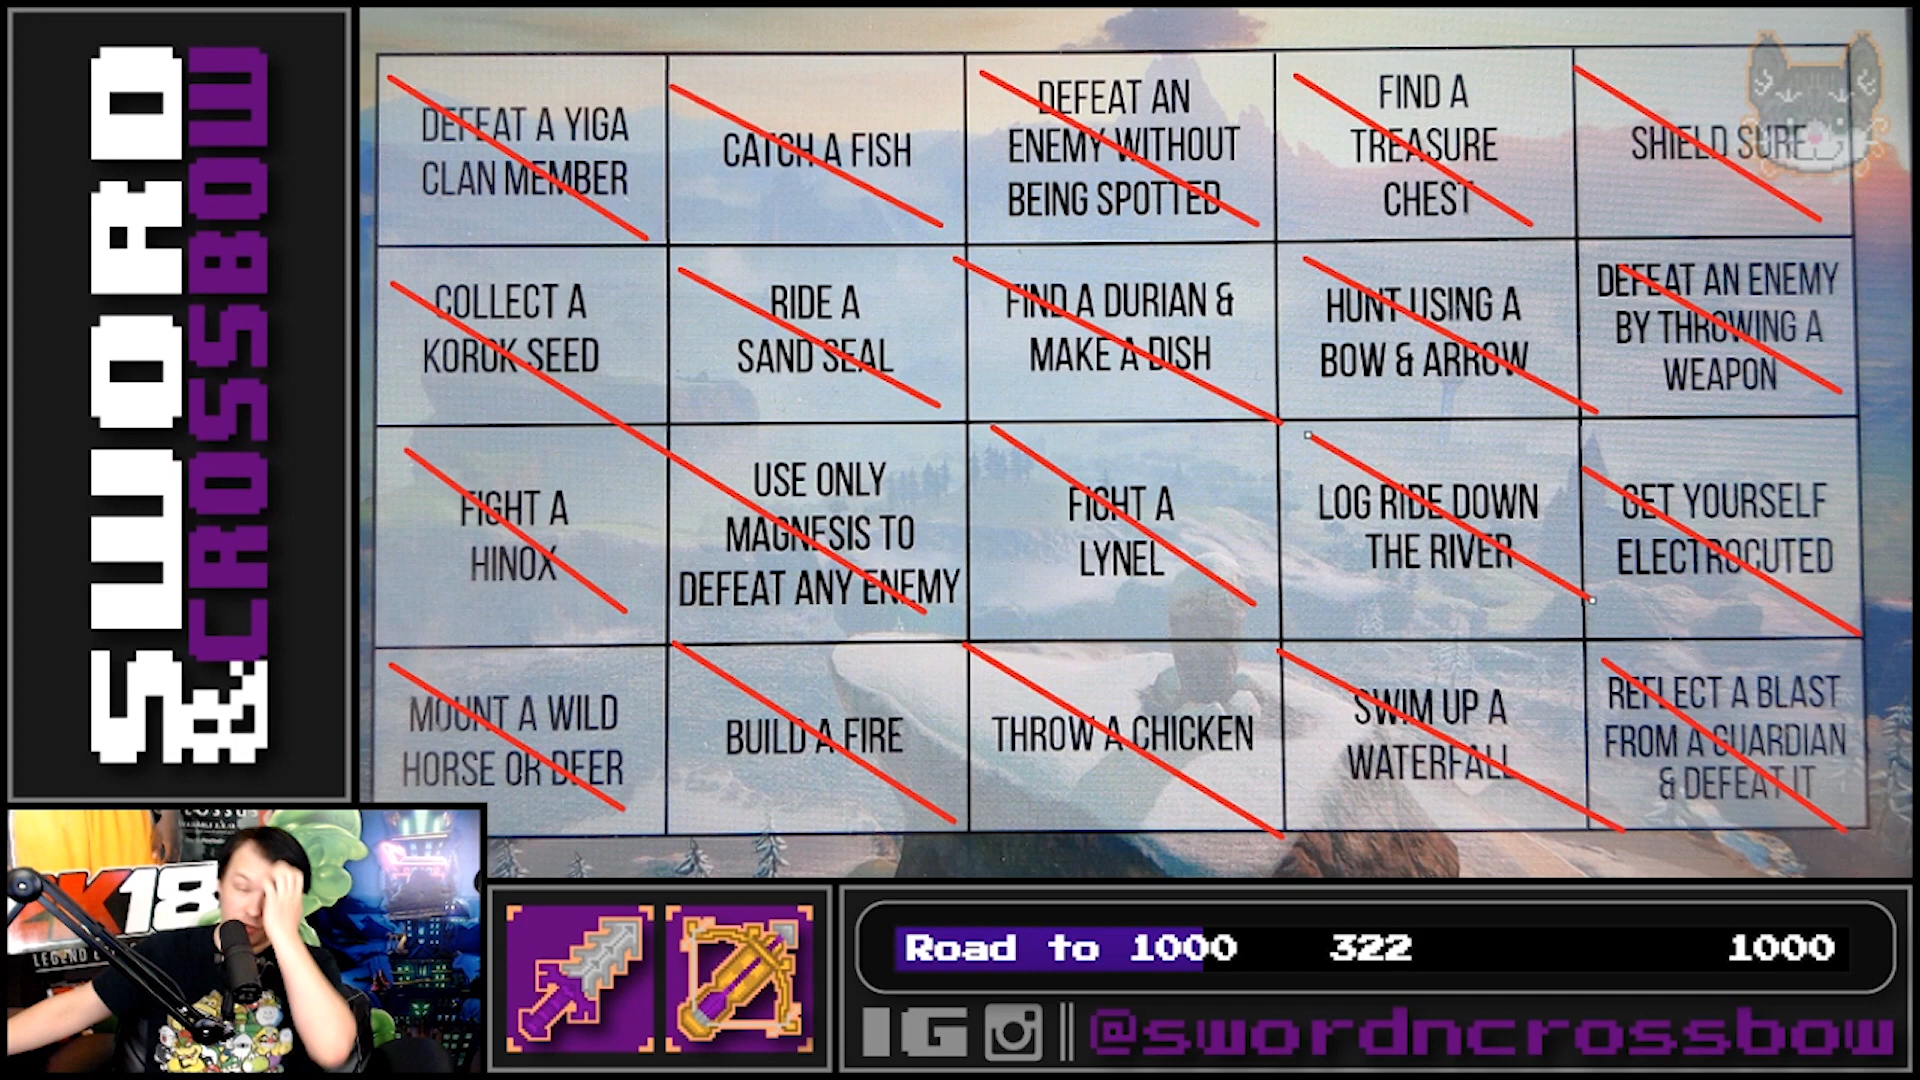 SWORD
& CROSSBOW
DEFEAT A YIGA
CLAN MEMBER
CATCH A FISH
DEFEAT AN
ENEMY WITHOUT
BEING SPOTTED
FIND A
TREASURE
CHEST
SHIELD SURF
COLLECT A
KOROK SEED
RIDE A
SAND SEAL
FIND A DURIAN &
MAKE A DISH
HUNT USING A
BOW & ARROW
DEFEAT AN ENEMY
BY THROWING A
WEAPON
FIGHT A
HINOX
USE ONLY
MAGNESIS TO
DEFEAT ANY ENEMY
FIGHT A
LYNEL
LOG RIDE DOWN
THE RIVER
GET YOURSELF
ELECTROCUTED
MOUNT A WILD
HORSE OR DEER
BUILD A FIRE
THROW A CHICKEN
SWIM UP A
WATERFALL
REFLECT A BLAST
FROM A GUARDIAN
& DEFEAT IT
2K18
Road to 1000 322 1000
IG || @swordncrossbow